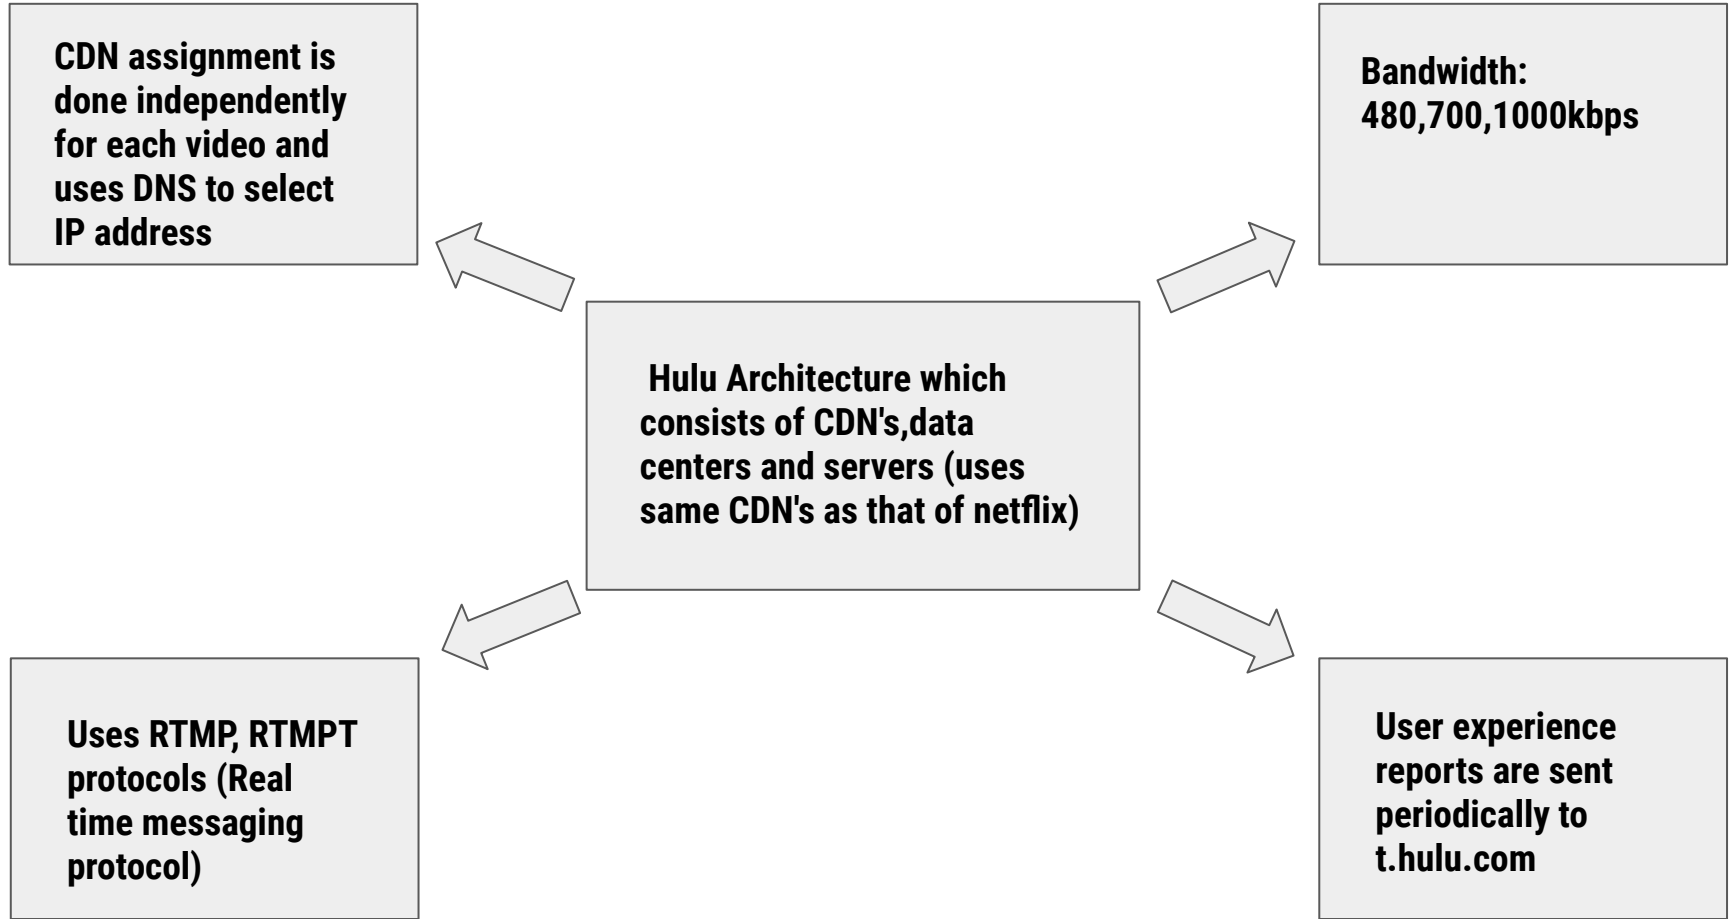 CDN assignment is
done independently
for each video and
uses DNS to select
IP address
Bandwidth:
480,700,1000kbps
Hulu Architecture which
consists of CDN's,data
centers and servers (uses
same CDN's as that of netflix)
Uses RTMP, RTMPT
protocols (Real
time messaging
protocol)
User experience
reports are sent
periodically to
t.hulu.com